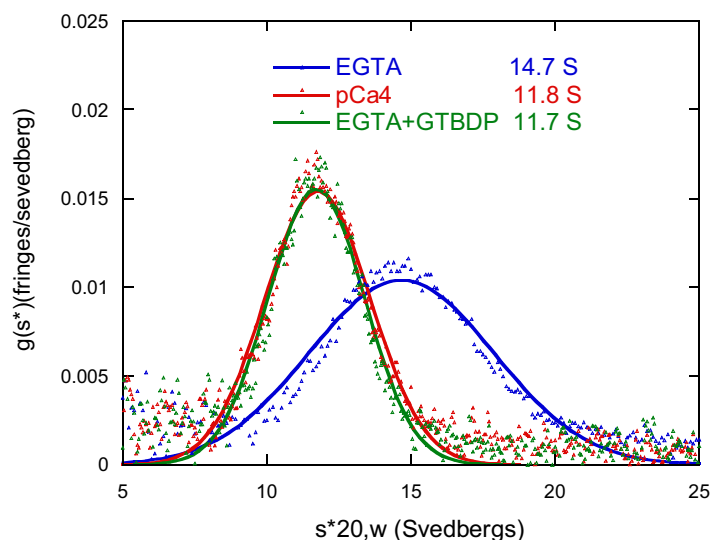 0.025
0.02
0.015
0.01
0.005
0
g(s*)(fringes/sevedberg)
EGTA 14.7 S
pCa4 11.8 S
EGTA+GTBDP 11.7 S
5 10 15 20 25
s*20,w (Svedbergs)